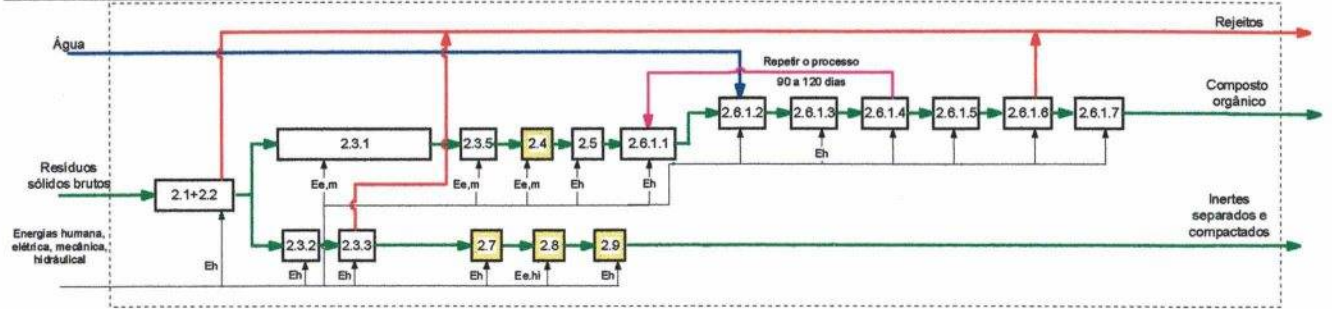 Rejeitos
Água
Repetir o processo
90 a 120 dias
Composto
orgânico
2.6.1.2
2.6.1.3
2.6.1.4
2.6.1.5
2.6.1.6
2.6.1.7
2.3.1
2.3.5
2.4
2.5
2.6.1.1
Eh
Resíduos
sólidos brutos
2.1+2.2
Ee,m
Ee,m
Ee,m
Eh
Eh
Inertes
separados e
compactados
Energias humana,
elétrica, mecânica,
hidráulical
2.3.2
2.3.3
2.7
2.8
2.9
Eh
Eh
Eh
Eh
Ee.hi
Eh